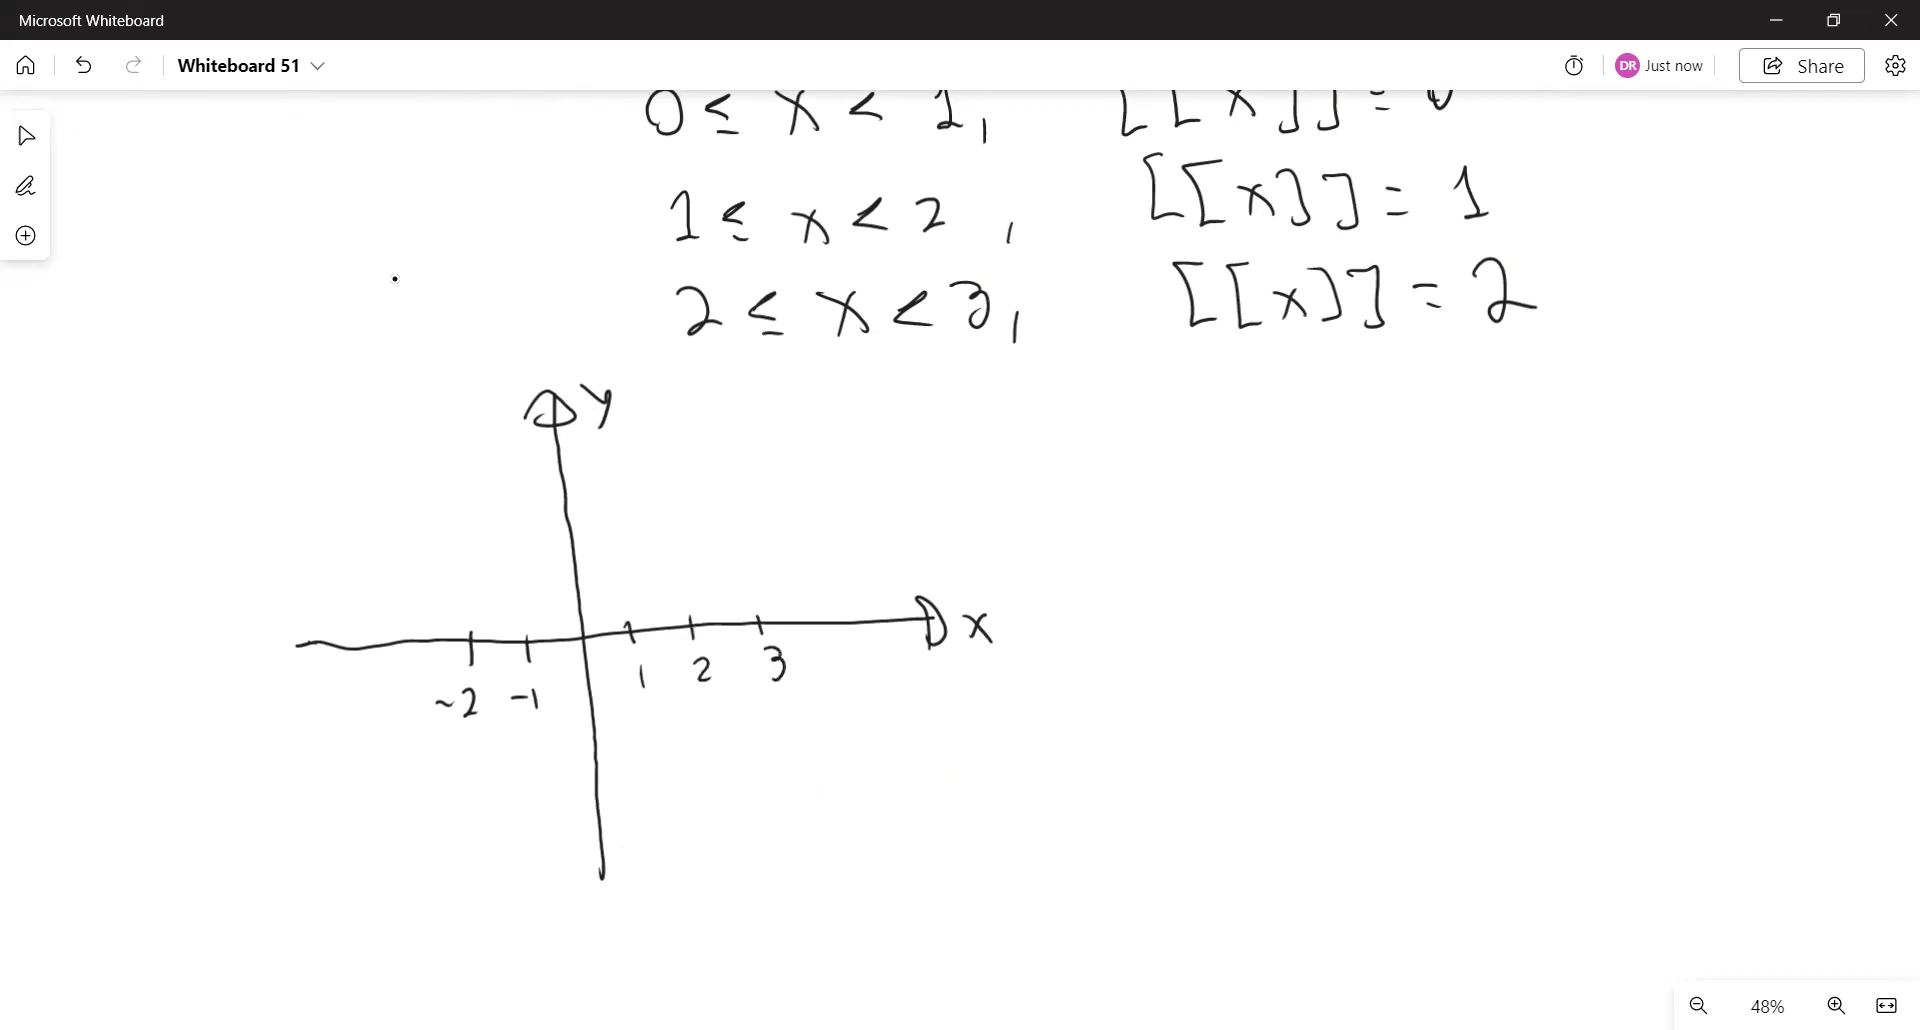 Microsoft Whiteboard
Whiteboard 51
DR Just now
Share
0 ≤ x < 1, [[x]] = 0
1 ≤ x < 2, [[x]] = 1
2 ≤ x < 3, [[x]] = 2
y
x
1 2 3
-2 -1
48%